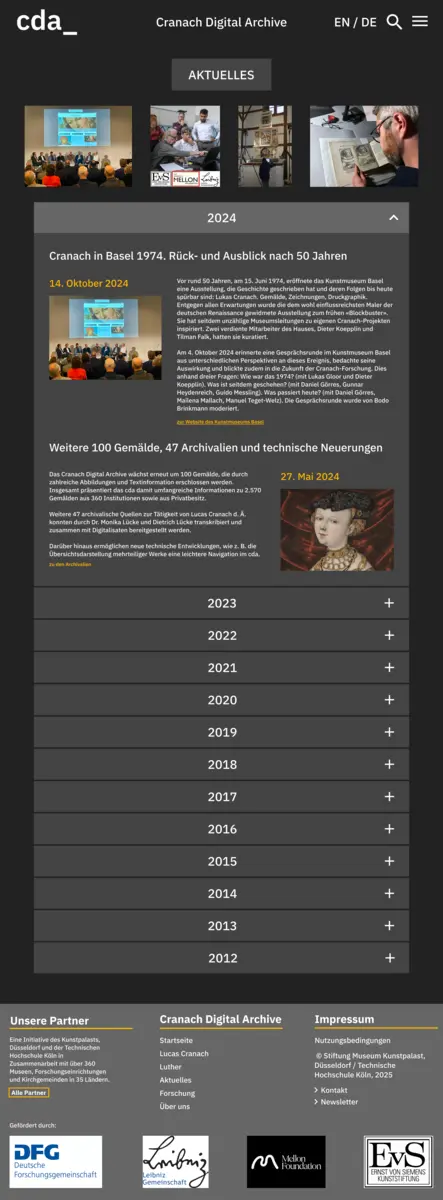 cda_
Cranach Digital Archive
EN / DE
AKTUELLES
EVS
MELLON
Leibniz
2024
Cranach in Basel 1974. Rück- und Ausblick nach 50 Jahren
14. Oktober 2024
Vor rund 50 Jahren, am 15. Juni 1974, eröffnete das Kunstmuseum Basel
eine Ausstellung, die Geschichte geschrieben hat und deren Folgen bis heute
spürbar sind: Lukas Cranach. Gemälde, Zeichnungen, Druckgraphik.
Entgegen allen Erwartungen wurde die dem wohl einflussreichsten Maler der
deutschen Renaissance gewidmete Ausstellung zum frühen «Blockbuster».
Sie hat seitdem unzählige Museumsleitungen zu eigenen Cranach-Projekten
inspiriert. Zwei verdiente Mitarbeiter des Hauses, Dieter Koepplin und
Tilman Falk, hatten sie kuratiert.
Am 4. Oktober 2024 erinnerte eine Gesprächsrunde im Kunstmuseum Basel
aus unterschiedlichen Perspektiven an dieses Ereignis, bedachte seine
Auswirkung und blickte zudem in die Zukunft der Cranach-Forschung. Dies
anhand dreier Fragen: Wie war das 1974? (mit Lukas Gloor und Dieter
Koepplin). Was ist seitdem geschehen? (mit Daniel Görres, Gunnar
Heydenreich, Guido Messling). Was passiert heute? (mit Daniel Görres,
Mailena Mallach, Manuel Teget-Welz). Die Gesprächsrunde wurde von Bodo
Brinkmann moderiert.
zur Website des Kunstmuseums Basel
Weitere 100 Gemälde, 47 Archivalien und technische Neuerungen
Das Cranach Digital Archive wächst erneut um 100 Gemälde, die durch
zahlreiche Abbildungen und Textinformation erschlossen werden.
Insgesamt präsentiert das cda damit umfangreiche Informationen zu 2.570
Gemälden aus 360 Institutionen sowie aus Privatbesitz.
Weitere 47 archivalische Quellen zur Tätigkeit von Lucas Cranach d. Ä.
konnten durch Dr. Monika Lücke und Dietrich Lücke transkribiert und
zusammen mit Digitalisaten bereitgestellt werden.
Darüber hinaus ermöglichen neue technische Entwicklungen, wie z. B. die
Übersichtsdarstellung mehrteiliger Werke eine leichtere Navigation im cda.
zu den Archivalien
27. Mai 2024
2023
2022
2021
2020
2019
2018
2017
2016
2015
2014
2013
2012
Unsere Partner
Eine Initiative des Kunstpalasts,
Düsseldorf und der Technischen
Hochschule Köln in
Zusammenarbeit mit über 360
Museen, Forschungseinrichtungen
und Kirchgemeinden in 35 Ländern.
Alle Partner
Cranach Digital Archive
Startseite
Lucas Cranach
Luther
Aktuelles
Forschung
Über uns
Impressum
Nutzungsbedingungen
© Stiftung Museum Kunstpalast,
Düsseldorf / Technische
Hochschule Köln, 2025
Kontakt
Newsletter
Gefördert durch:
DFG
Deutsche
Forschungsgemeinschaft
Leibniz
Leibniz
Gemeinschaft
Mellon
Foundation
EvS
ERNST VON SIEMENS
KUNSTSTIFTUNG